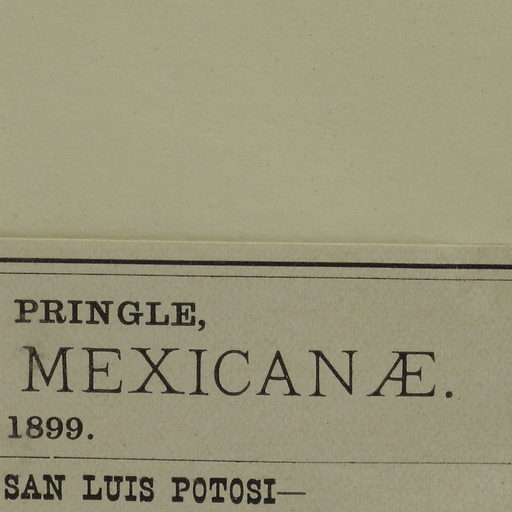 PRINGLE,
MEXICANÆ.
1899.
SAN LUIS POTOSI—